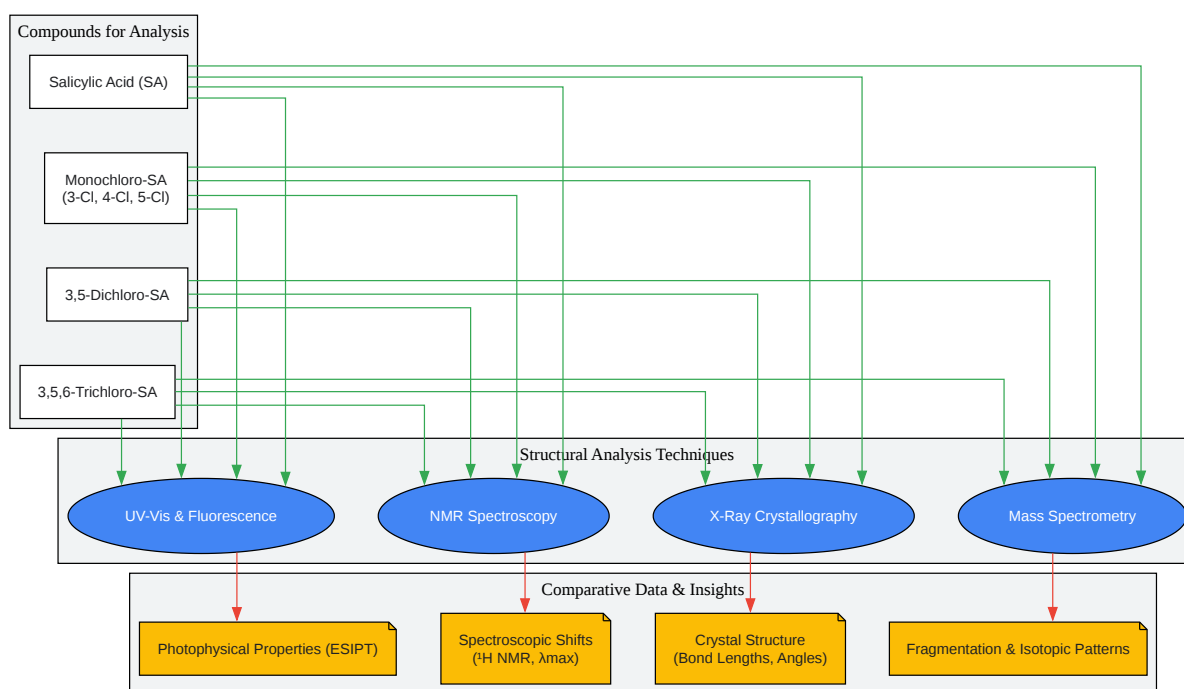 Compounds for Analysis
Salicylic Acid (SA)
Monochloro-SA
(3-Cl, 4-Cl, 5-Cl)
3,5-Dichloro-SA
3,5,6-Trichloro-SA
Structural Analysis Techniques
UV-Vis & Fluorescence
NMR Spectroscopy
X-Ray Crystallography
Mass Spectrometry
Comparative Data & Insights
Photophysical Properties (ESIPT)
Spectroscopic Shifts
(¹H NMR, λmax)
Crystal Structure
(Bond Lengths, Angles)
Fragmentation & Isotopic Patterns